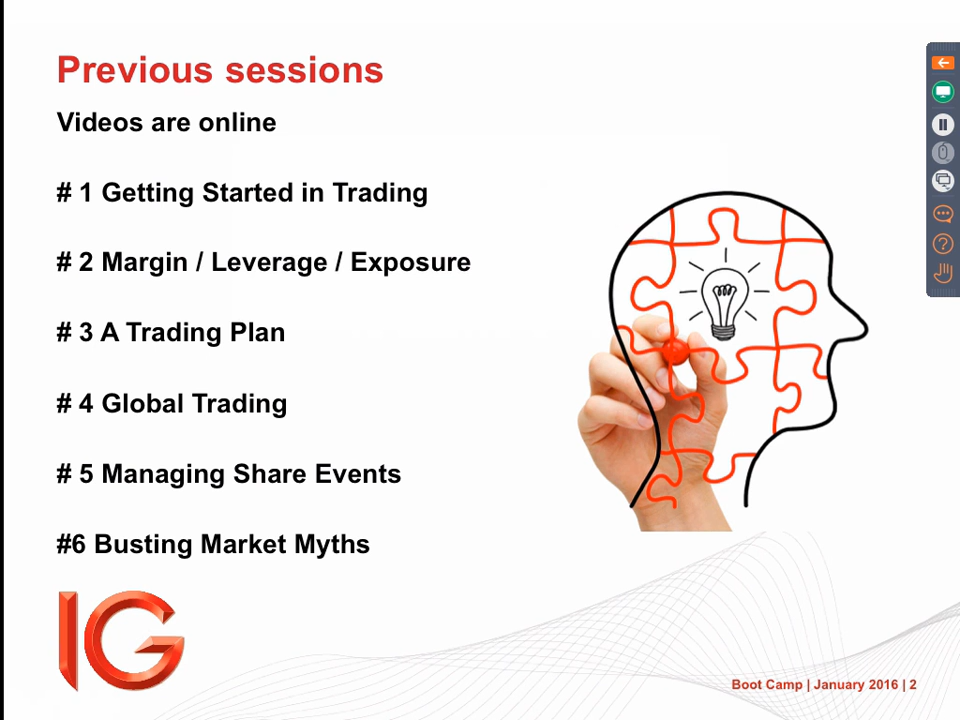 Previous sessions
Videos are online
# 1 Getting Started in Trading
# 2 Margin / Leverage / Exposure
# 3 A Trading Plan
# 4 Global Trading
# 5 Managing Share Events
#6 Busting Market Myths
IG
Boot Camp | January 2016 | 2